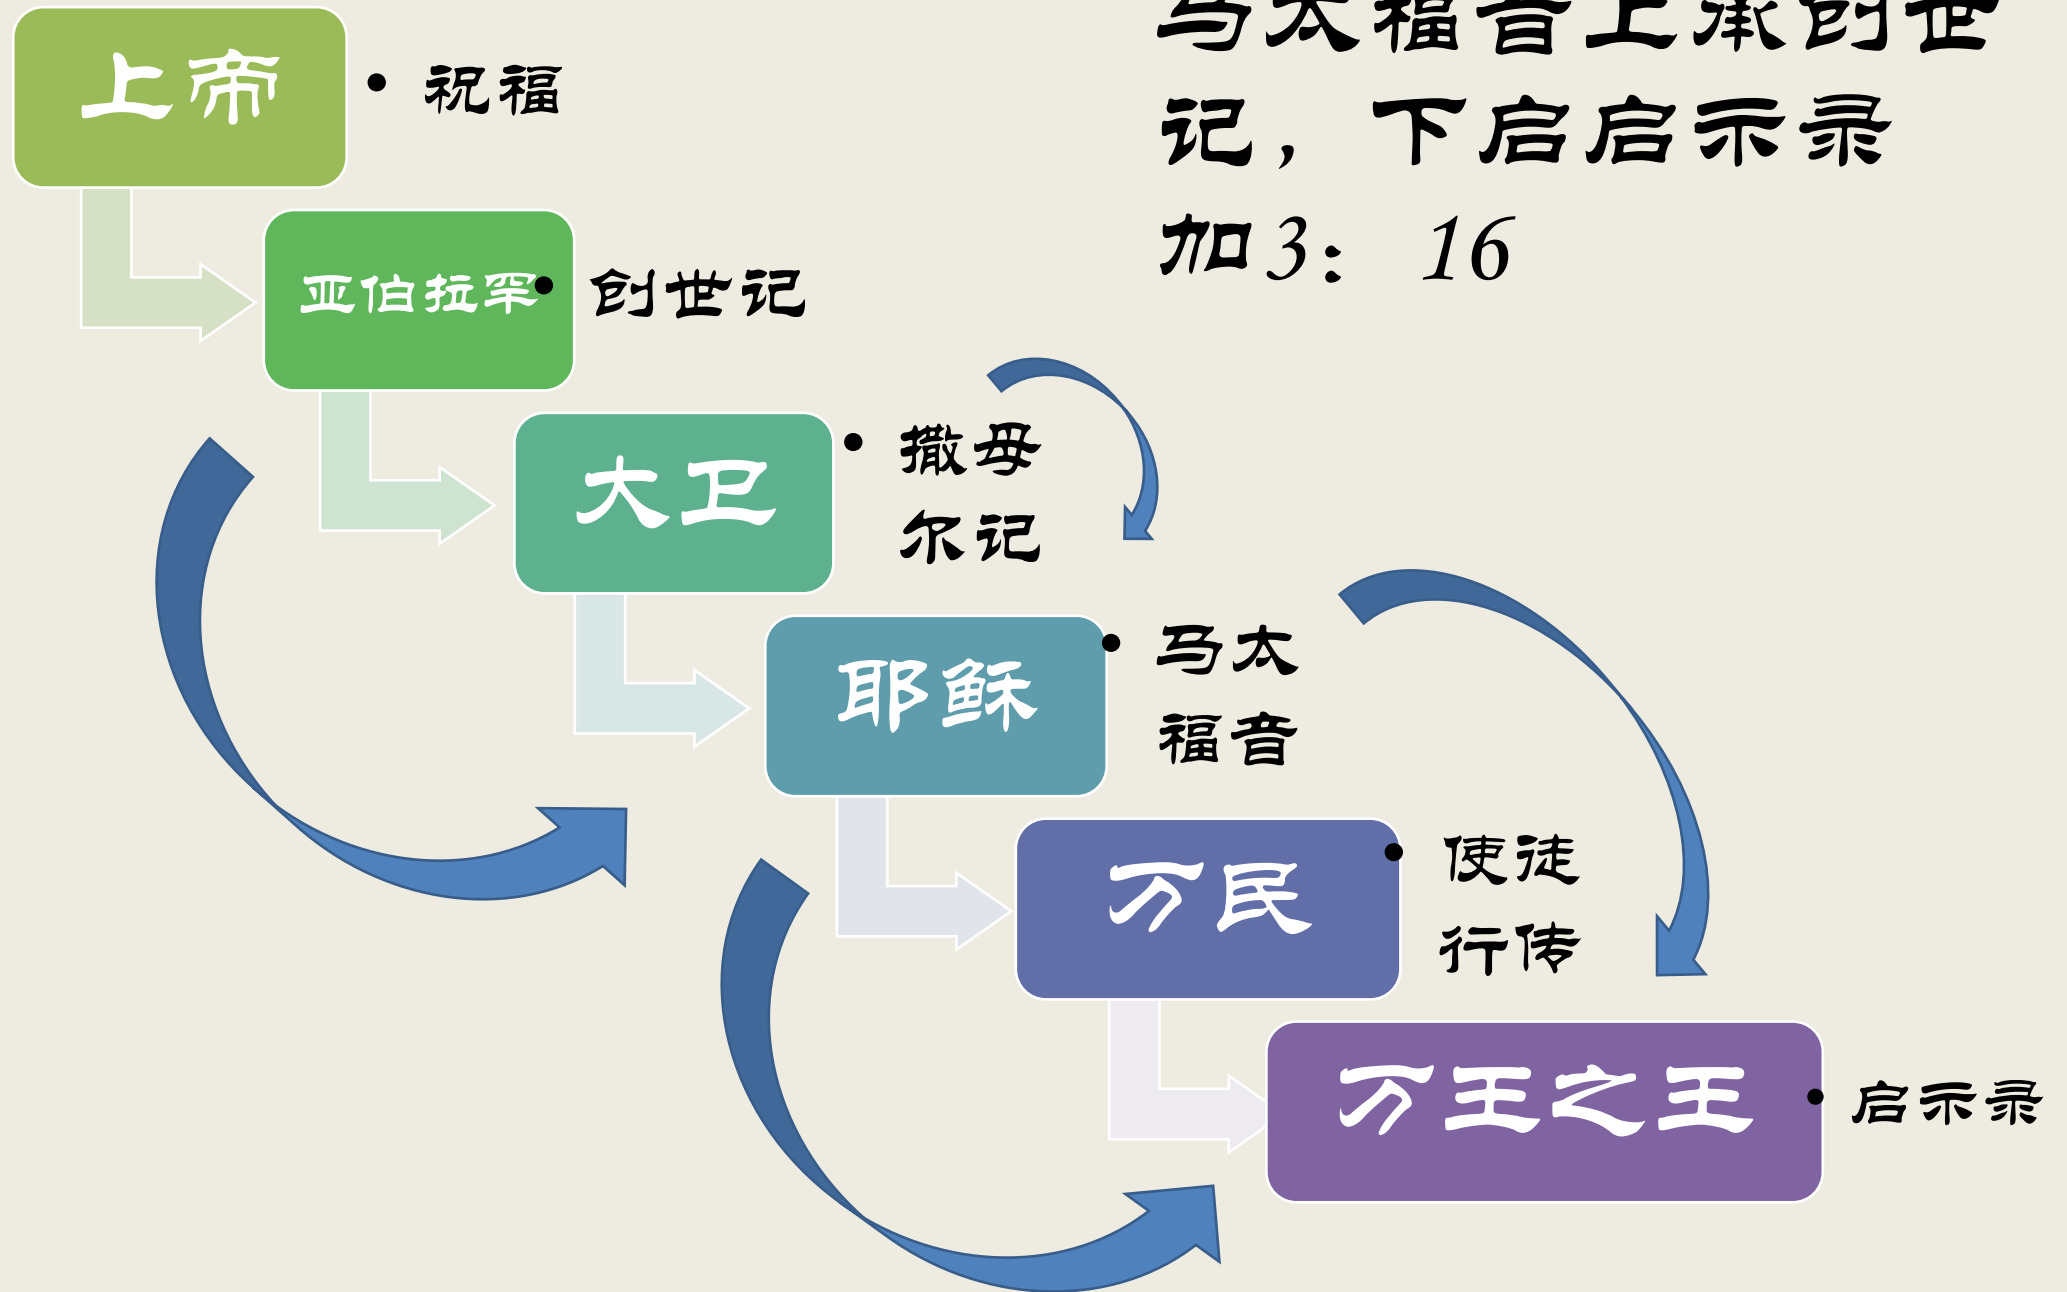 马太福音上承创世
记，下启启示录
加3：16
上帝
• 祝福
亚伯拉罕
• 创世记
大卫
• 撒母
尔记
耶稣
• 马太
福音
万民
• 使徒
行传
万王之王
• 启示录